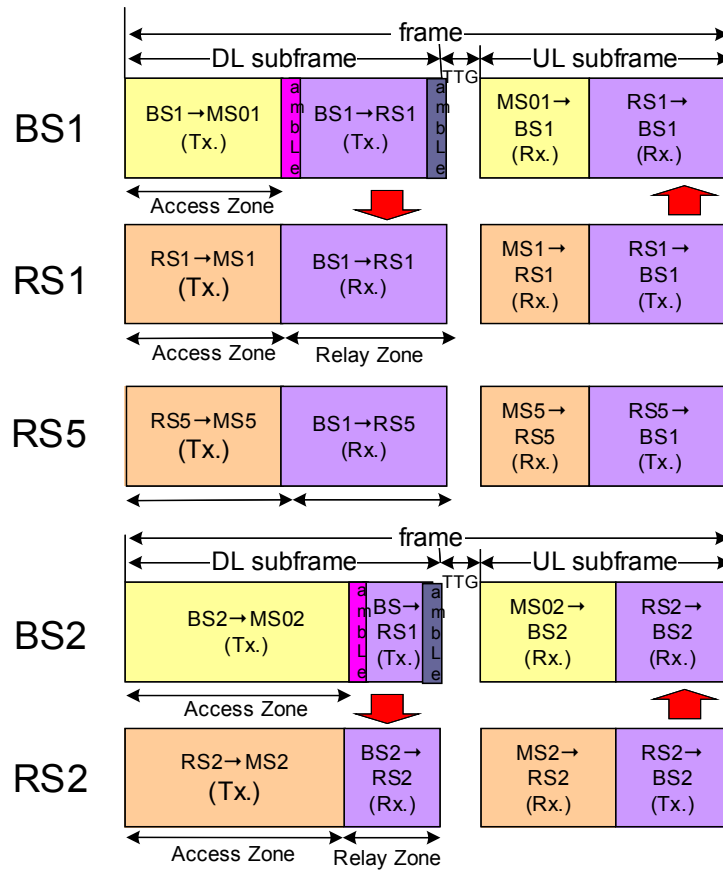 frame
DL subframe
TTG
UL subframe
BS1
BS1→MS01
(Tx.)
ambLe
BS1→RS1
(Tx.)
ambLe
MS01→
BS1
(Rx.)
RS1→
BS1
(Rx.)
Access Zone
RS1
RS1→MS1
(Tx.)
BS1→RS1
(Rx.)
MS1→
RS1
(Rx.)
RS1→
BS1
(Tx.)
Access Zone
Relay Zone
RS5
RS5→MS5
(Tx.)
BS1→RS5
(Rx.)
MS5→
RS5
(Rx.)
RS5→
BS1
(Tx.)
frame
DL subframe
TTG
UL subframe
BS2
BS2→MS02
(Tx.)
ambLe
BS→
RS1
(Tx.)
ambLe
MS02→
BS2
(Rx.)
RS2→
BS2
(Rx.)
Access Zone
RS2
RS2→MS2
(Tx.)
BS2→
RS2
(Rx.)
MS2→
RS2
(Rx.)
RS2→
BS2
(Tx.)
Access Zone
Relay Zone